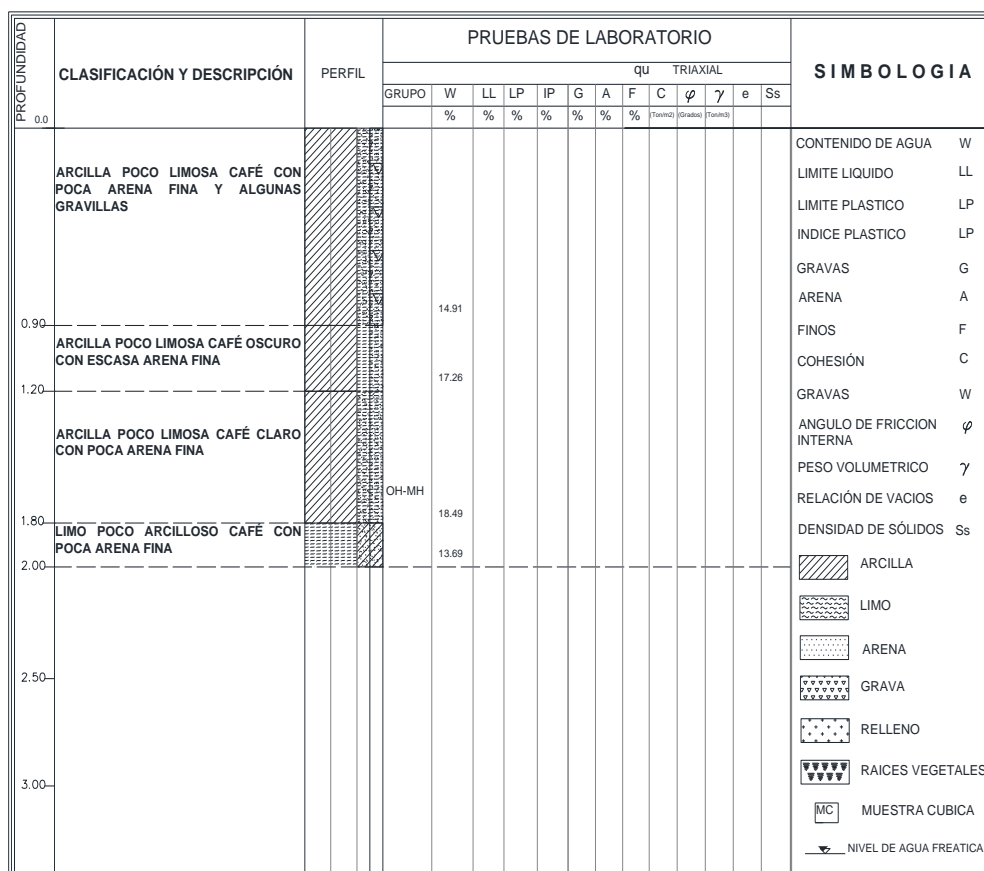 PROFUNDIDAD
CLASIFICACIÓN Y DESCRIPCIÓN
PERFIL
PRUEBAS DE LABORATORIO
SIMBOLOGIA
qu TRIAXIAL
GRUPO W LL LP IP G A F C φ γ e Ss
0.0 % % % % % % % (Ton/m2) (Grados) (Ton/m3)
ARCILLA POCO LIMOSA CAFÉ CON
POCA ARENA FINA Y ALGUNAS
GRAVILLAS
14.91
0.90
ARCILLA POCO LIMOSA CAFÉ OSCURO
CON ESCASA ARENA FINA
17.26
1.20
ARCILLA POCO LIMOSA CAFÉ CLARO
CON POCA ARENA FINA
OH-MH
18.49
1.80
LIMO POCO ARCILLOSO CAFÉ CON
POCA ARENA FINA
13.69
2.00
2.50
3.00
CONTENIDO DE AGUA W
LIMITE LIQUIDO LL
LIMITE PLASTICO LP
INDICE PLASTICO LP
GRAVAS G
ARENA A
FINOS F
COHESIÓN C
GRAVAS W
ANGULO DE FRICCION φ
INTERNA
PESO VOLUMETRICO γ
RELACIÓN DE VACIOS e
DENSIDAD DE SÓLIDOS Ss
ARCILLA
LIMO
ARENA
GRAVA
RELLENO
RAICES VEGETALES
MC MUESTRA CUBICA
NIVEL DE AGUA FREATICA